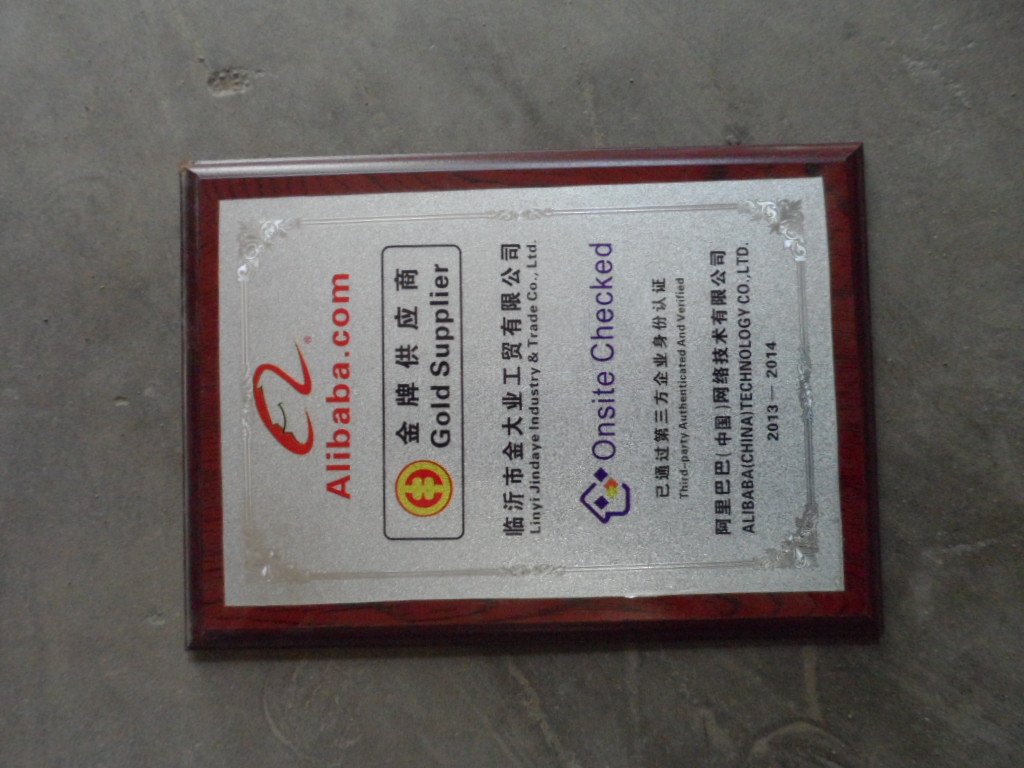 Alibaba.com®
金牌供应商
Gold Supplier
临沂市金大业工贸有限公司
Linyi Jindaye Industry & Trade Co., Ltd.
Onsite Checked
已通过第三方企业身份认证
Third-party Authenticated And Verified
阿里巴巴(中国)网络技术有限公司
ALIBABA(CHINA)TECHNOLOGY CO.,LTD.
2013—2014